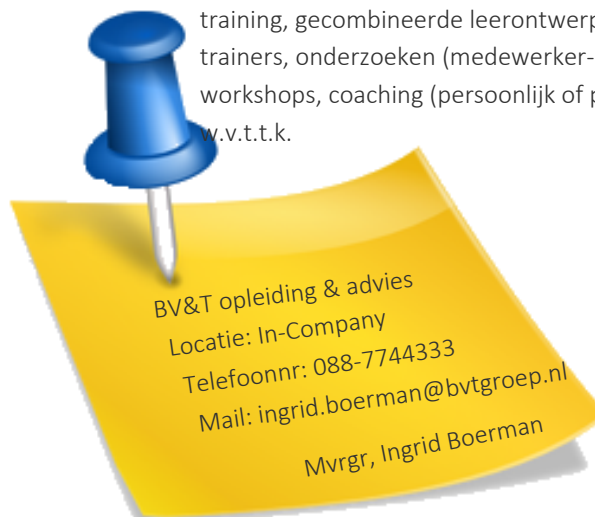 training, gecombineerde leerontwerp
trainers, onderzoeken (medewerker-
workshops, coaching (persoonlijk of p
w.v.t.t.k.
BV&T opleiding & advies
Locatie: In-Company
Telefoonnr: 088-7744333
Mail: ingrid.boerman@bvtgroep.nl
Mvrgr, Ingrid Boerman